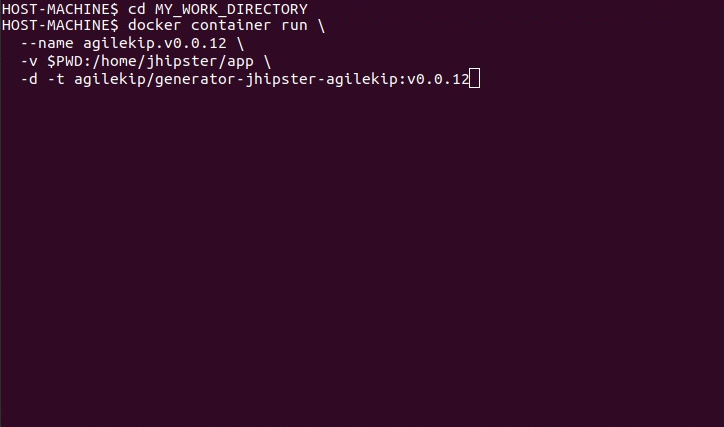 HOST-MACHINE$ cd MY_WORK_DIRECTORY
HOST-MACHINE$ docker container run \
  --name agilekip.v0.0.12 \
  -v $PWD:/home/jhipster/app \
  -d -t agilekip/generator-jhipster-agilekip:v0.0.12